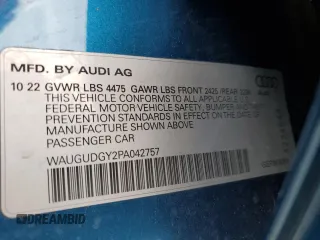 MFD. BY AUDI AG
10 22 GVWR LBS 4475 GAWR LBS FRONT 2425 /REAR
THIS VEHICLE CONFORMS TO ALL APPLICABLE U.S.
FEDERAL MOTOR VEHICLE SAFETY, BUMPER, AND THEFT
PREVENTION STANDARDS IN EFFECT ON THE DATE OF
MANUFACTURE SHOWN ABOVE.
PASSENGER CAR
WAUGUDGY2PA042757
DREAMBID